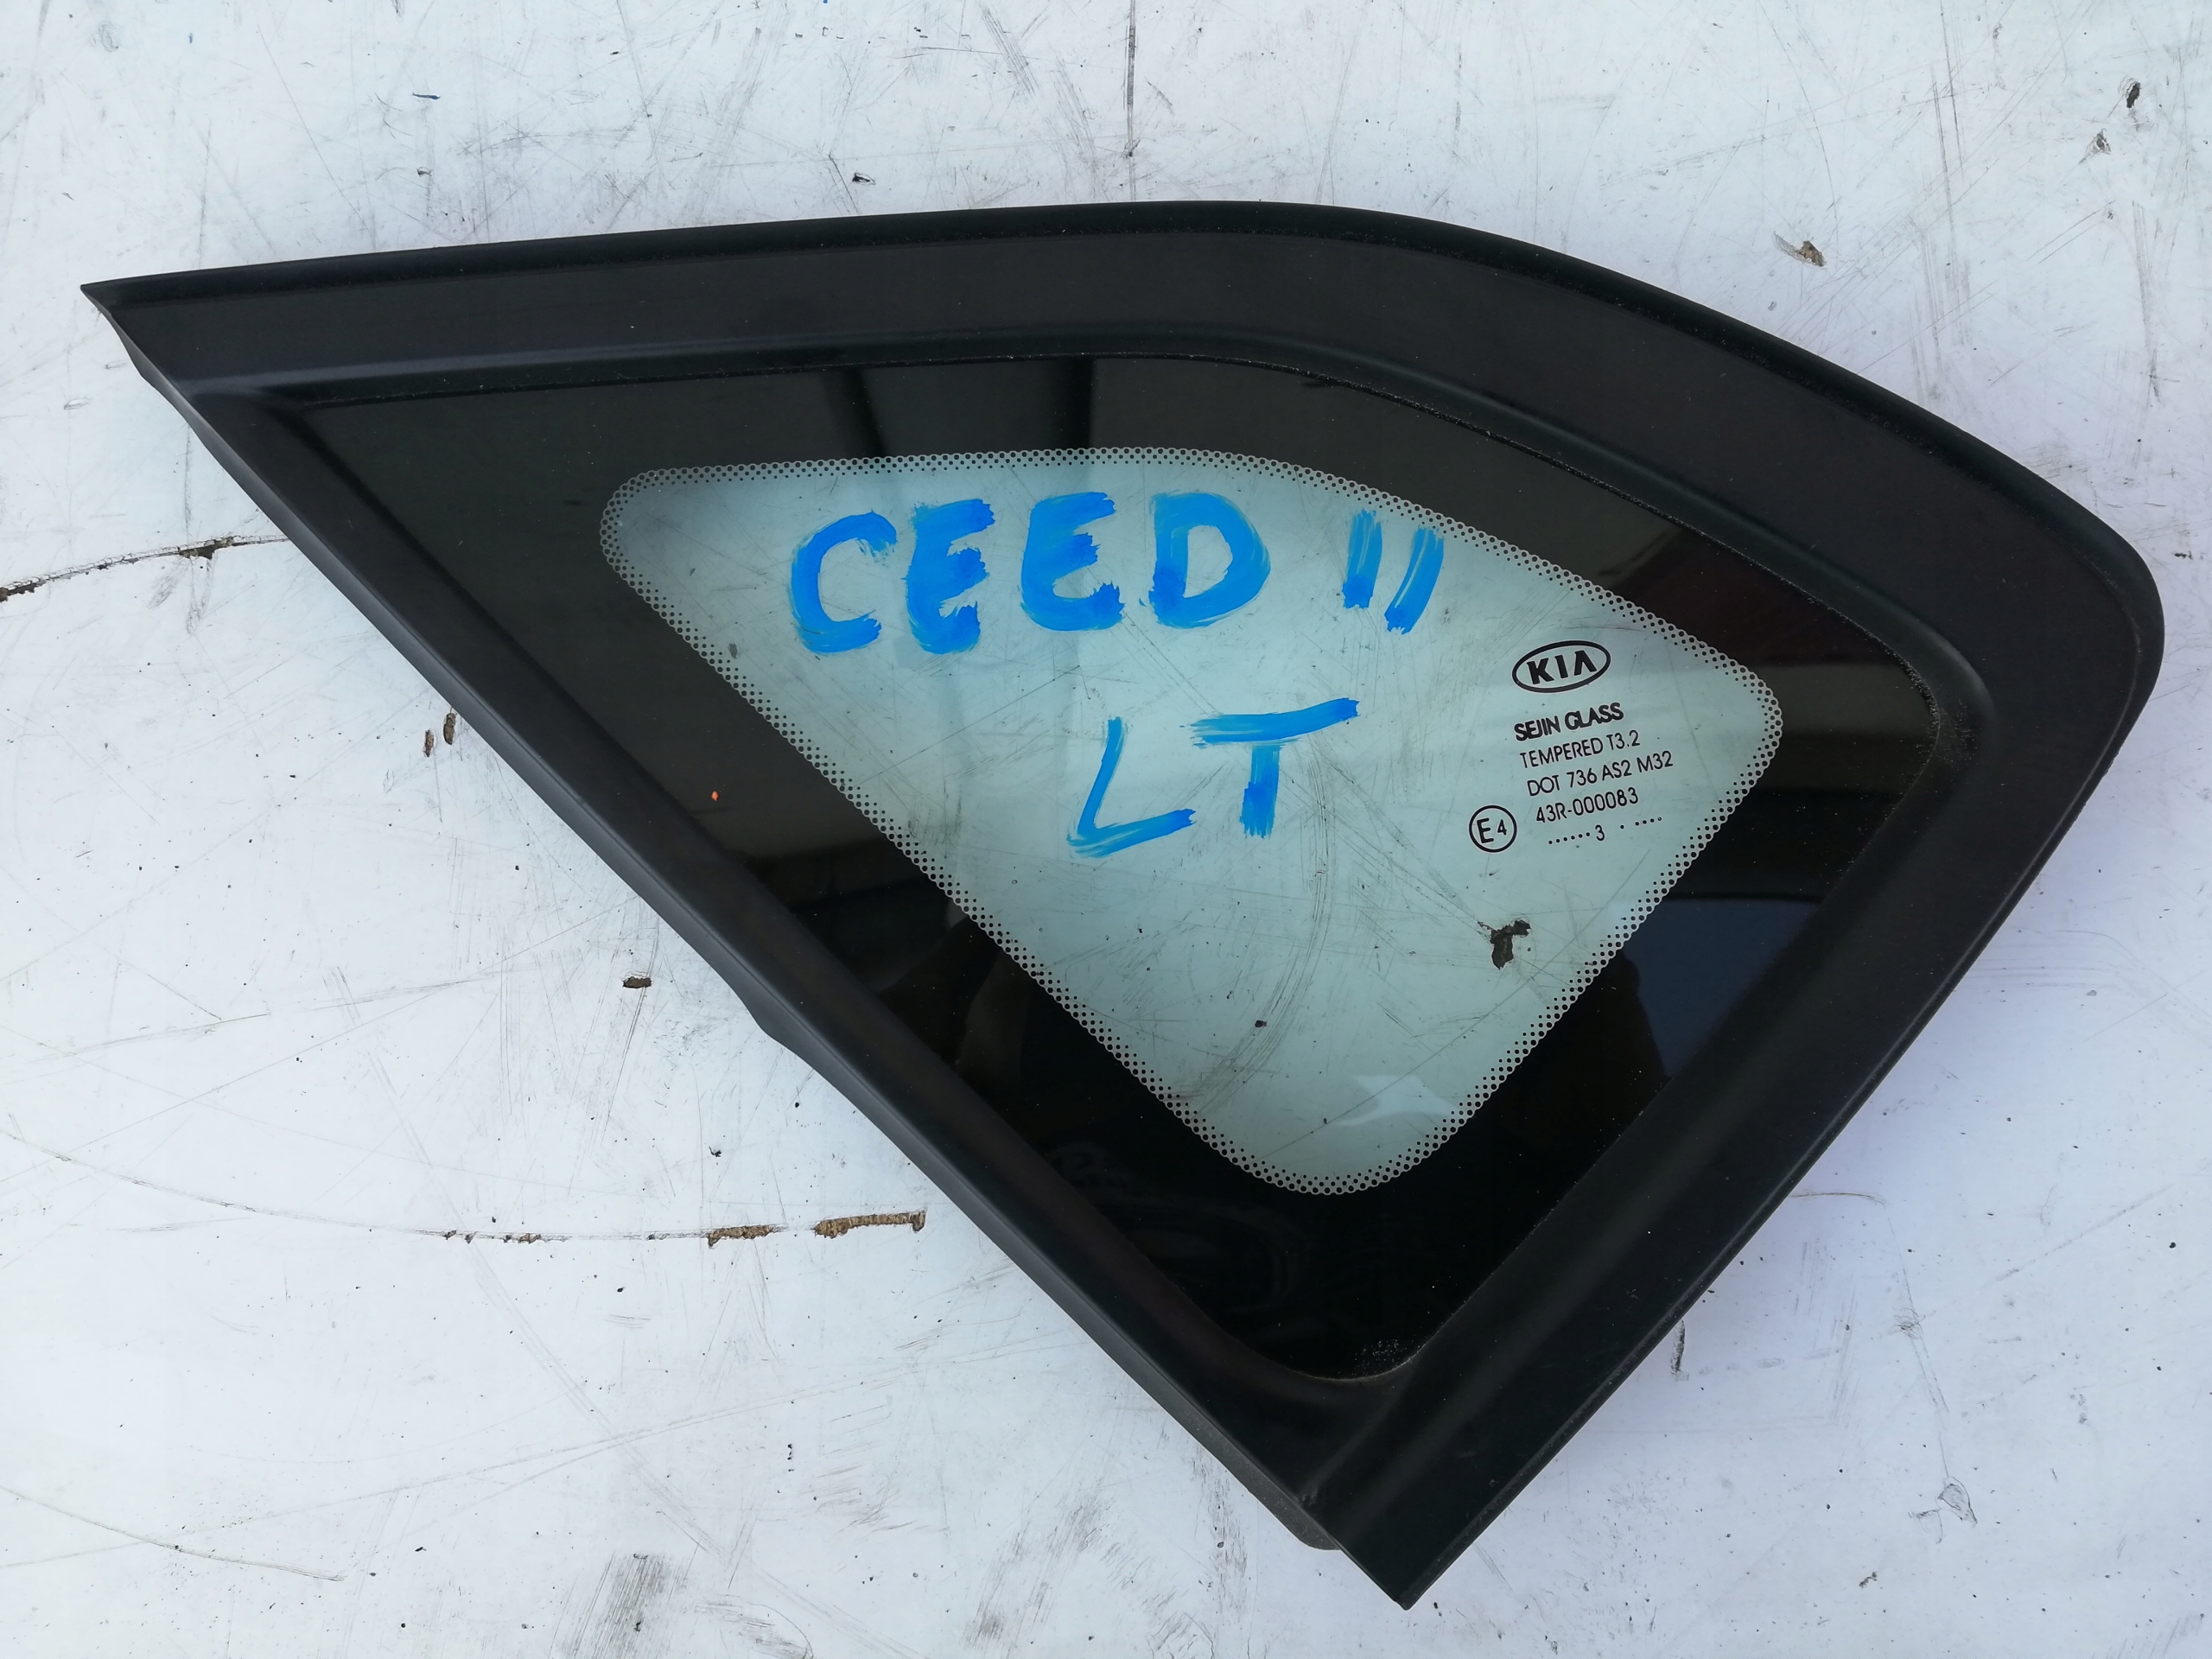 CEED II
LT
KIA
SEJIN GLASS
TEMPERED T3.2
DOT 736 AS2 M32
43R-000083
E4
...... 3 . ....